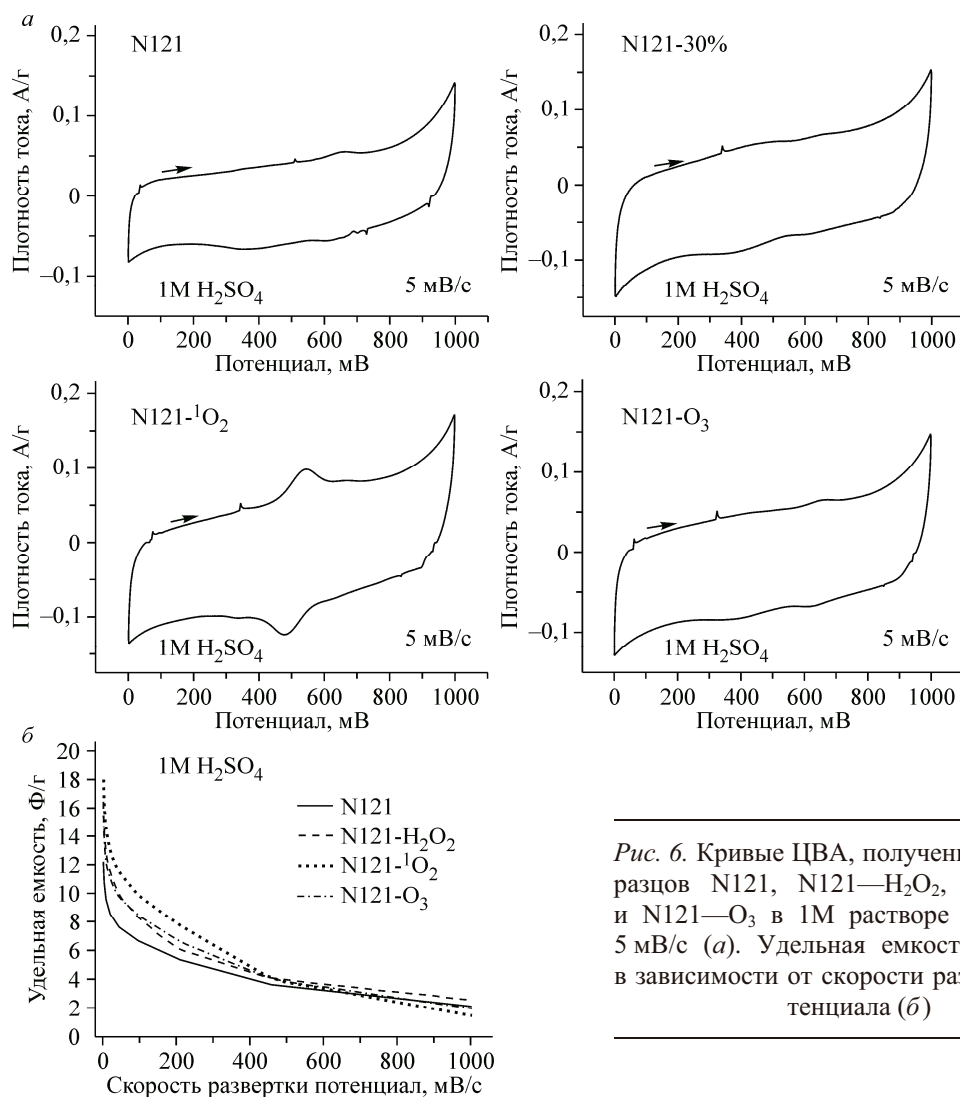 а
0,2
0,1
0
–0,1
Плотность тока, А/г
N121
1M H₂SO₄
5 мВ/с
0 200 400 600 800 1000
Потенциал, мВ
0,2
0,1
0
–0,1
Плотность тока, А/г
N121-30%
1M H₂SO₄
5 мВ/с
0 200 400 600 800 1000
Потенциал, мВ
0,2
0,1
0
–0,1
Плотность тока, А/г
N121-¹O₂
1M H₂SO₄
5 мВ/с
0 200 400 600 800 1000
Потенциал, мВ
0,2
0,1
0
–0,1
Плотность тока, А/г
N121-O₃
1M H₂SO₄
5 мВ/с
0 200 400 600 800 1000
Потенциал, мВ
б
20
18
16
14
12
10
8
6
4
2
0
Удельная емкость, Ф/г
1M H₂SO₄
N121
N121-H₂O₂
N121-¹O₂
N121-O₃
0 200 400 600 800 1000
Скорость развертки потенциал, мВ/с
Рис. 6. Кривые ЦВА, получен
разцов N121, N121—H₂O₂,
и N121—O₃ в 1М растворе
5 мВ/с (а). Удельная емкост
в зависимости от скорости раз
тенциала (б)